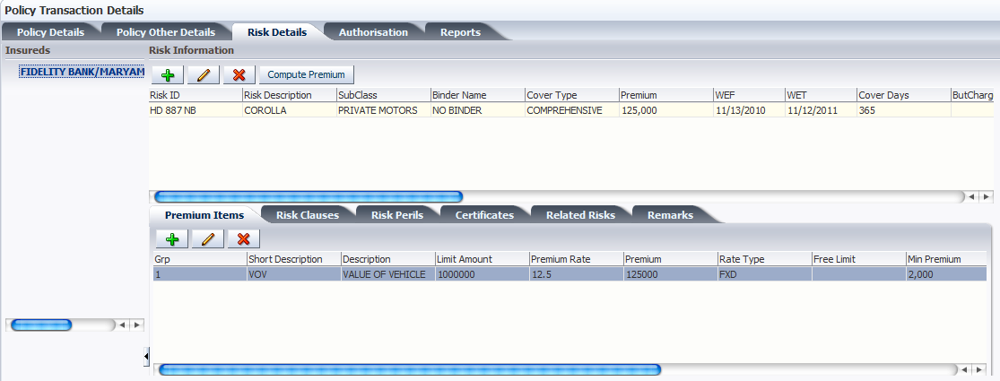 Policy Transaction Details
Policy Details Policy Other Details Risk Details Authorisation Reports
Insureds Risk Information
FIDELITY BANK/MARYAM
Compute Premium
Risk ID Risk Description SubClass Binder Name Cover Type Premium WEF WET Cover Days ButCharg
HD 887 NB COROLLA PRIVATE MOTORS NO BINDER COMPREHENSIVE 125,000 11/13/2010 11/12/2011 365
Premium Items Risk Clauses Risk Perils Certificates Related Risks Remarks
Grp Short Description Description Limit Amount Premium Rate Premium Rate Type Free Limit Min Premium
1 VOV VALUE OF VEHICLE 1000000 12.5 125000 FXD 2,000